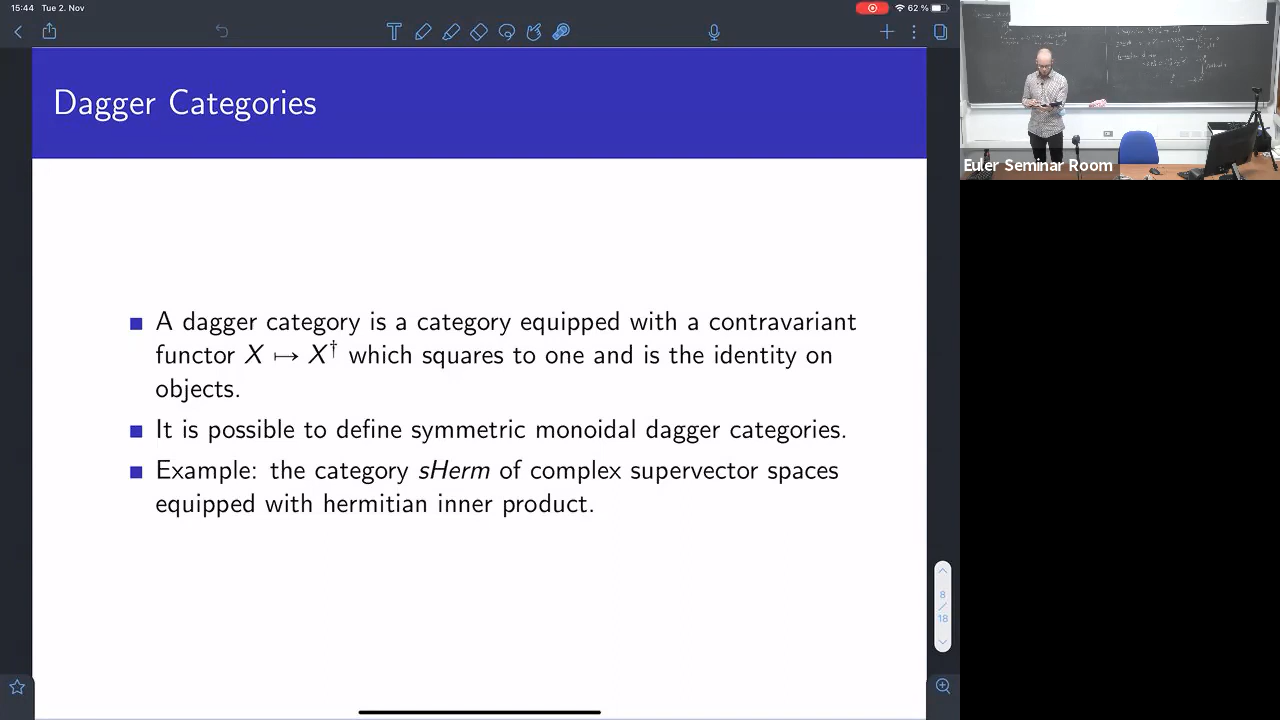 15:44 Tue 2. Nov
62 %
Dagger Categories
A dagger category is a category equipped with a contravariant
functor X ↦ X† which squares to one and is the identity on
objects.
It is possible to define symmetric monoidal dagger categories.
Example: the category sHerm of complex supervector spaces
equipped with hermitian inner product.
8
/
18
Euler Seminar Room